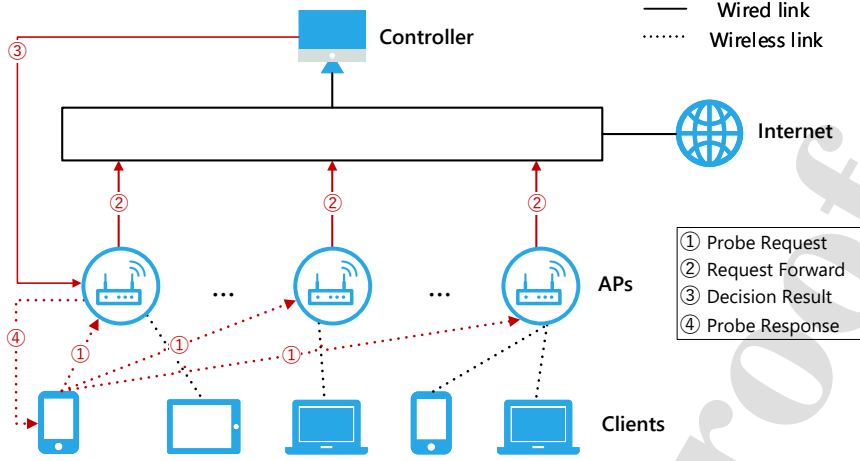 Wired link
Wireless link
③
Controller
Internet
②
②
②
① Probe Request
② Request Forward
③ Decision Result
④ Probe Response
...
...
APs
④
①
①
①
Clients
roof